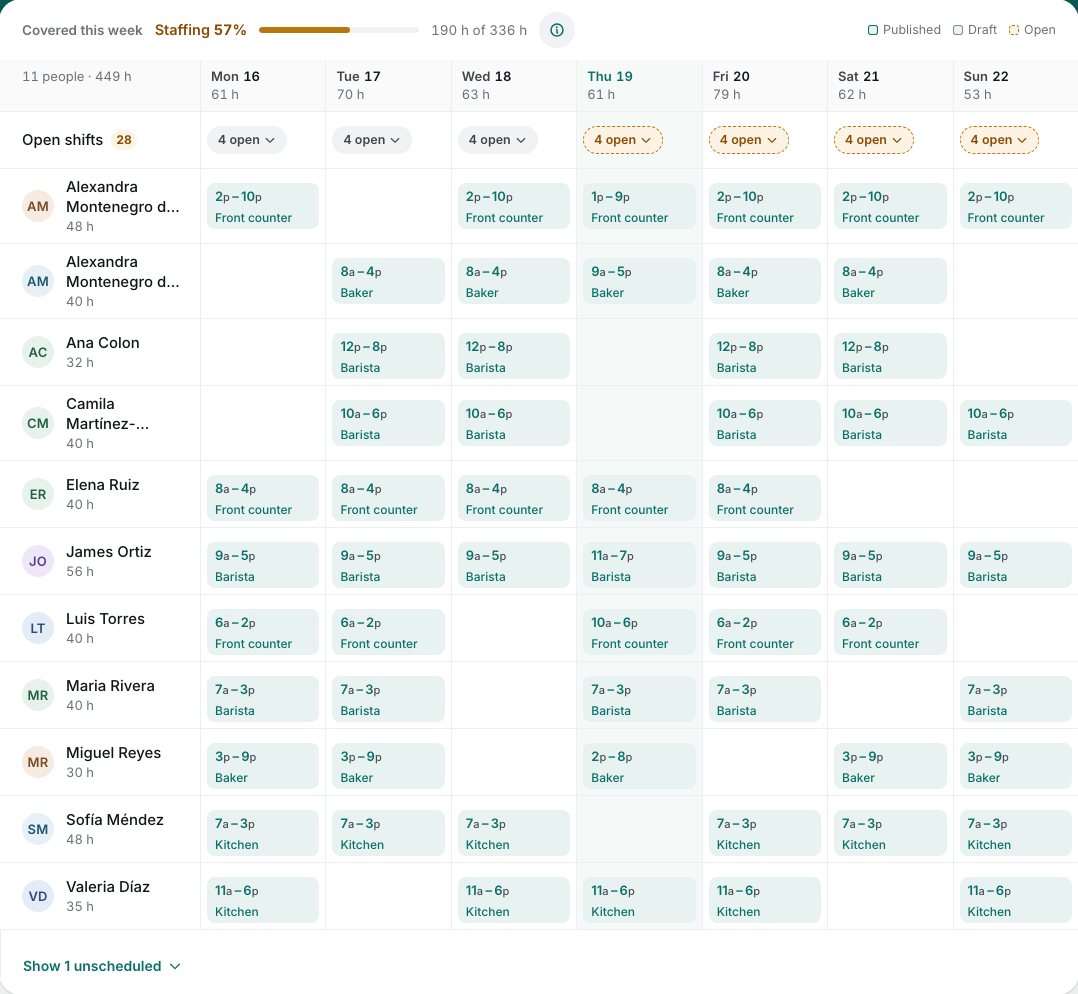 Covered this week Staffing 57% 190 h of 336 h Published Draft Open
11 people · 449 h Mon 16 Tue 17 Wed 18 Thu 19 Fri 20 Sat 21 Sun 22
61 h 70 h 63 h 61 h 79 h 62 h 53 h
Open shifts 28 4 open 4 open 4 open 4 open 4 open 4 open 4 open
AM Alexandra Montenegro d...
48 h
2p–10p 2p–10p 1p–9p 2p–10p 2p–10p 2p–10p
Front counter Front counter Front counter Front counter Front counter Front counter
AM Alexandra Montenegro d...
40 h
8a–4p 8a–4p 9a–5p 8a–4p 8a–4p
Baker Baker Baker Baker Baker
AC Ana Colon
32 h
12p–8p 12p–8p 12p–8p 12p–8p
Barista Barista Barista Barista
CM Camila Martínez-...
40 h
10a–6p 10a–6p 10a–6p 10a–6p 10a–6p
Barista Barista Barista Barista Barista
ER Elena Ruiz
40 h
8a–4p 8a–4p 8a–4p 8a–4p 8a–4p
Front counter Front counter Front counter Front counter Front counter
JO James Ortiz
56 h
9a–5p 9a–5p 9a–5p 11a–7p 9a–5p 9a–5p 9a–5p
Barista Barista Barista Barista Barista Barista Barista
LT Luis Torres
40 h
6a–2p 6a–2p 10a–6p 6a–2p 6a–2p
Front counter Front counter Front counter Front counter Front counter
MR Maria Rivera
40 h
7a–3p 7a–3p 7a–3p 7a–3p 7a–3p
Barista Barista Barista Barista Barista
MR Miguel Reyes
30 h
3p–9p 3p–9p 2p–8p 3p–9p 3p–9p
Baker Baker Baker Baker Baker
SM Sofía Méndez
48 h
7a–3p 7a–3p 7a–3p 7a–3p 7a–3p 7a–3p
Kitchen Kitchen Kitchen Kitchen Kitchen Kitchen
VD Valeria Díaz
35 h
11a–6p 11a–6p 11a–6p 11a–6p 11a–6p
Kitchen Kitchen Kitchen Kitchen Kitchen
Show 1 unscheduled